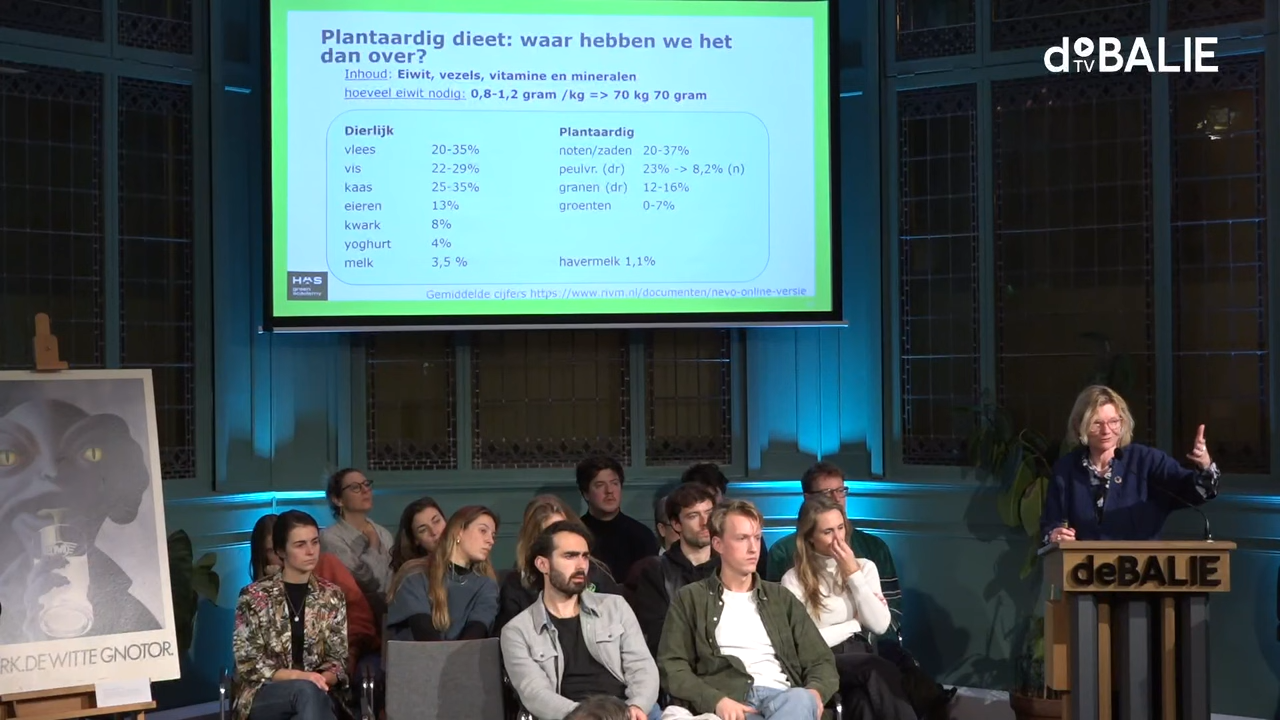 Plantaardig dieet: waar hebben we het
dan over?
Inhoud: Eiwit, vezels, vitamine en mineralen
hoeveel eiwit nodig: 0,8-1,2 gram /kg => 70 kg 70 gram
Dierlijk
vlees 20-35%
vis 22-29%
kaas 25-35%
eieren 13%
kwark 8%
yoghurt 4%
melk 3,5 %
Plantaardig
noten/zaden 20-37%
peulvr. (dr) 23% -> 8,2% (n)
granen (dr) 12-16%
groenten 0-7%
havermelk 1,1%
HAS
green
academy
Gemiddelde cijfers https://www.rivm.nl/documenten/nevo-online-versie
deBALIE
TV
RK. DE WITTE GNOTOR.
deBALIE